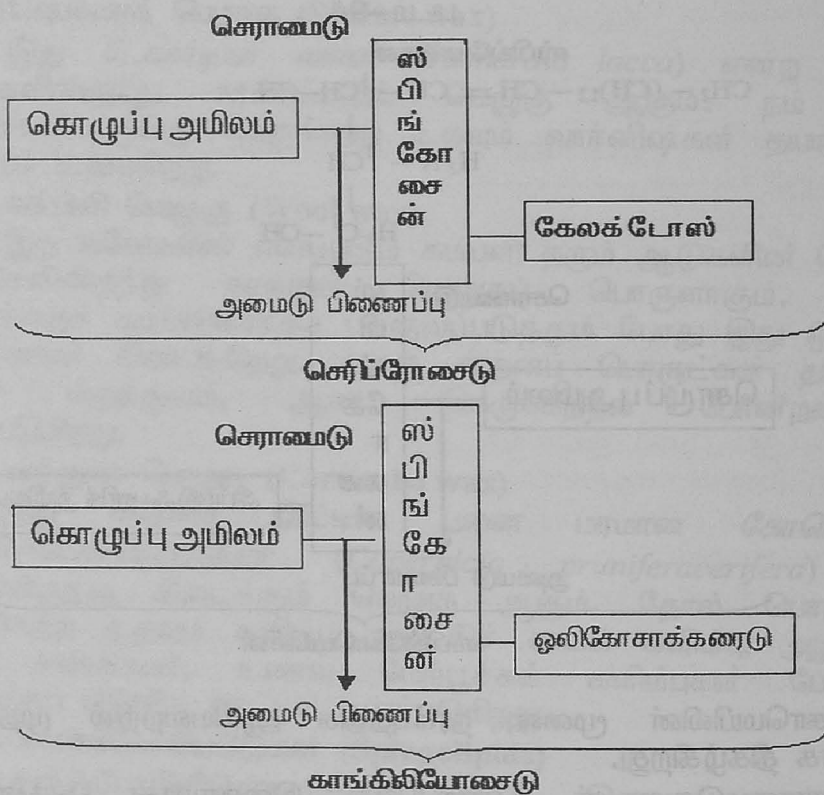 செராமைடு
ஸ்பிங்கோசைன்
கொழுப்பு அமிலம்
கேலக்டோஸ்
அமைடு பிணைப்பு
செரிப்ரோசைடு
செராமைடு
ஸ்பிங்கோசைன்
கொழுப்பு அமிலம்
ஒலிகோசாக்கரைடு
அமைடு பிணைப்பு
காங்கிலியோசைடு